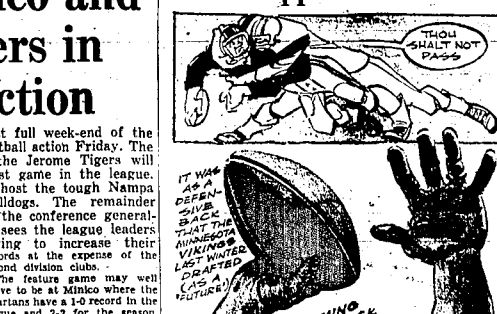 ers in
ction
t full week-end of the
tball action Friday. The
the Jerome Tigers will
st game in the league.
host the tough Nampa
lldogs. The remainder
the conference general-
sees the league leaders
ing to increase their
ords at the expense of the
ond division clubs.
The feature game may well
ve to be at Minico where the
artans have a 1-0 record in the
THOU
SHALT NOT
PASS
IT WAS
AS A
DEFEN-
SIVE
BACK
THAT THE
MINNESOTA
VIKINGS
LAST WINTER
DRAFTED
(AS A
"FUTURE")